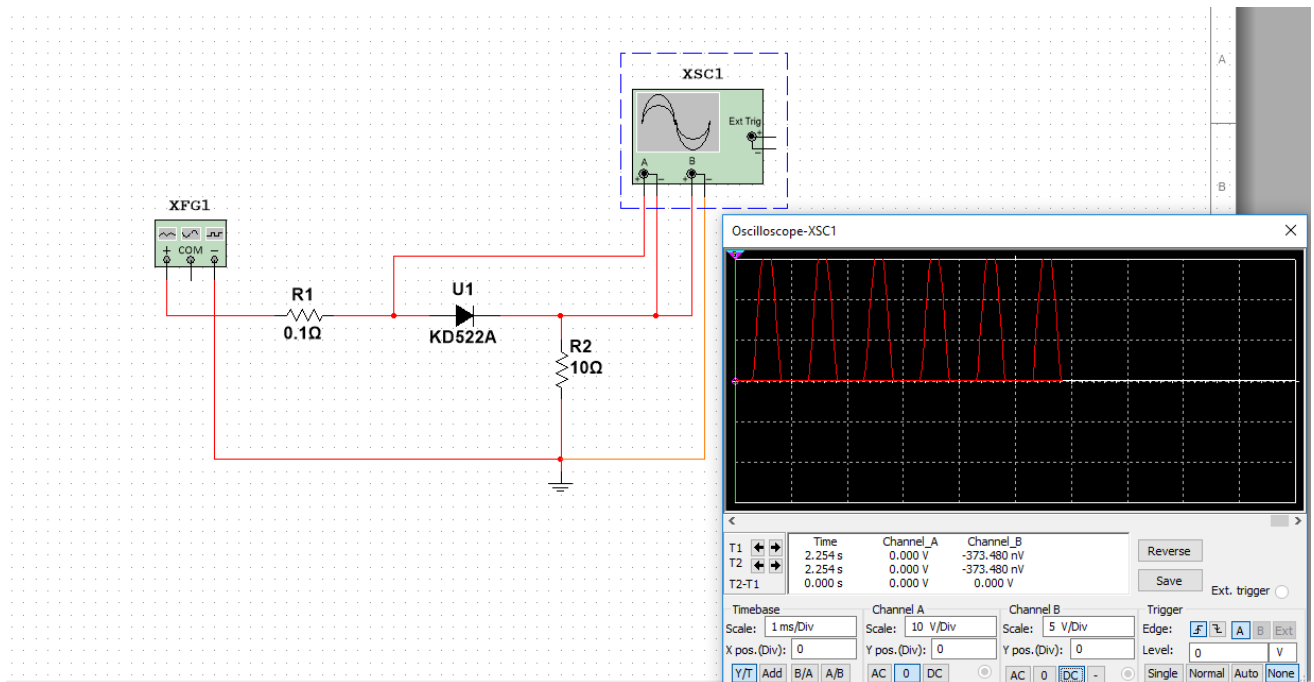 A
B
XSC1
Ext Trig
+
-
A B
+ - + -
XFG1
+ COM -
R1
0.1Ω
U1
KD522A
R2
10Ω
Oscilloscope-XSC1
Time Channel_A Channel_B
T1 2.254 s 0.000 V -373.480 nV
T2 2.254 s 0.000 V -373.480 nV
T2-T1 0.000 s 0.000 V 0.000 V
Reverse
Save
Ext. trigger
Timebase Channel A Channel B Trigger
Scale: 1 ms/Div Scale: 10 V/Div Scale: 5 V/Div Edge: A B Ext
X pos.(Div): 0 Y pos.(Div): 0 Y pos.(Div): 0 Level: 0 V
Y/T Add B/A A/B AC 0 DC AC 0 DC - Single Normal Auto None